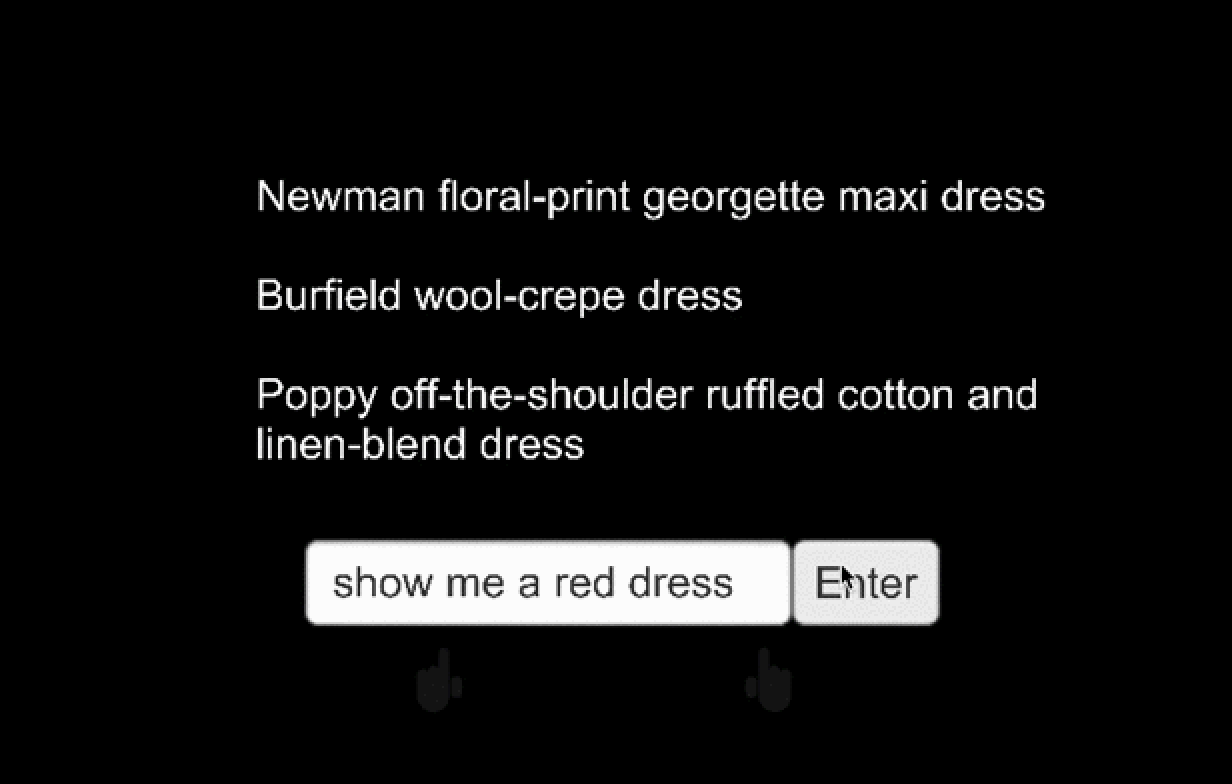 Newman floral-print georgette maxi dress
Burfield wool-crepe dress
Poppy off-the-shoulder ruffled cotton and
linen-blend dress
show me a red dress
Enter